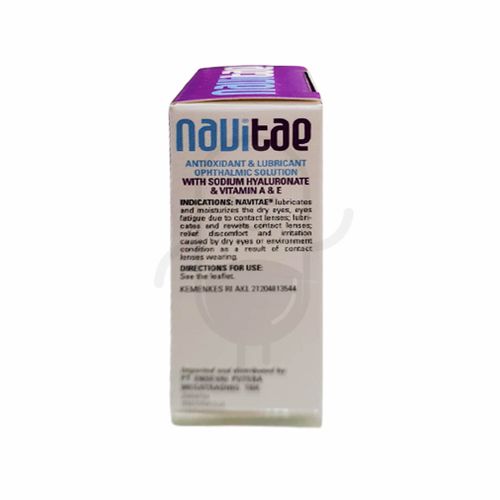 navitae
ANTIOXIDANT & LUBRICANT
OPHTHALMIC SOLUTION
WITH SODIUM HYALURONATE
& VITAMIN A & E
INDICATIONS: NAVITAE® lubricates
and moisturizes the dry eyes, eyes
fatigue due to contact lenses; lubri-
cates and rewets contact lenses;
relief discomfort and irritation
caused by dry eyes or environment
condition as a result of contact
lenses wearing.
DIRECTIONS FOR USE:
See the leaflet.
KEMENKES RI AKL 21204813544
Imported and distributed by: